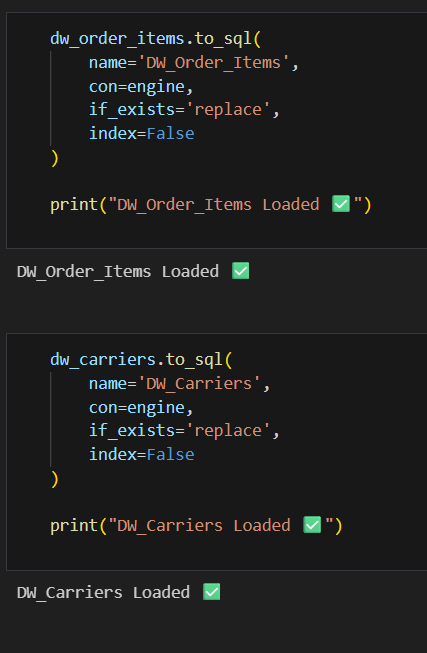 dw_order_items.to_sql(
    name='DW_Order_Items',
    con=engine,
    if_exists='replace',
    index=False
)
print("DW_Order_Items Loaded ✅")
DW_Order_Items Loaded ✅
dw_carriers.to_sql(
    name='DW_Carriers',
    con=engine,
    if_exists='replace',
    index=False
)
print("DW_Carriers Loaded ✅")
DW_Carriers Loaded ✅